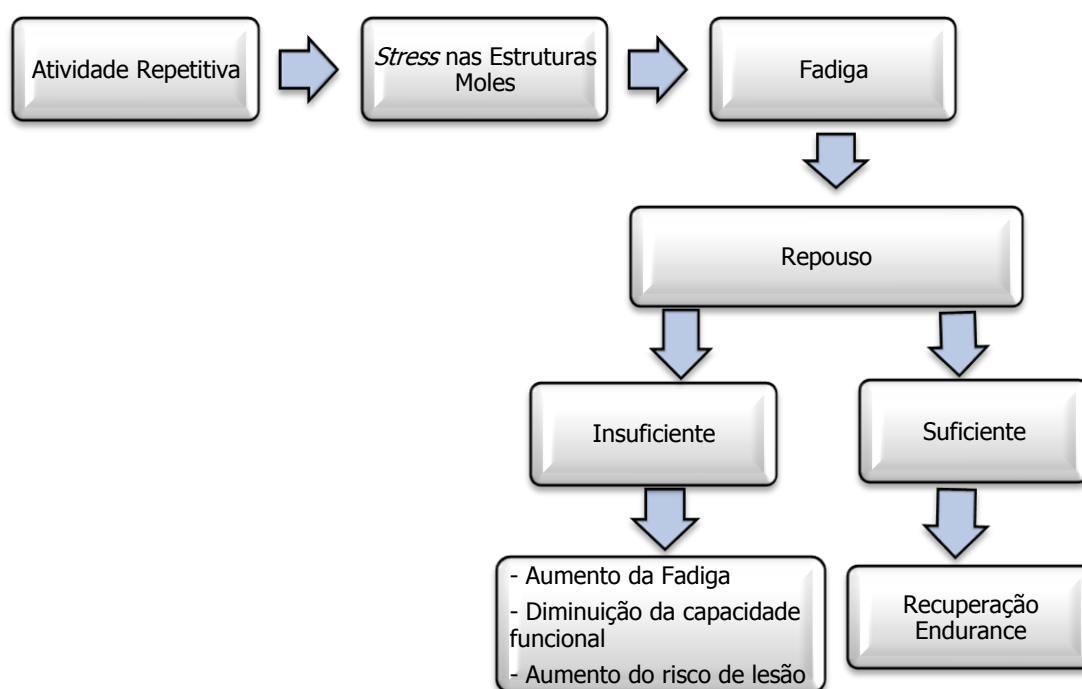 Atividade Repetitiva
Stress nas Estruturas
Moles
Fadiga
Repouso
Insuficiente
Suficiente
- Aumento da Fadiga
- Diminuição da capacidade
funcional
- Aumento do risco de lesão
Recuperação
Endurance